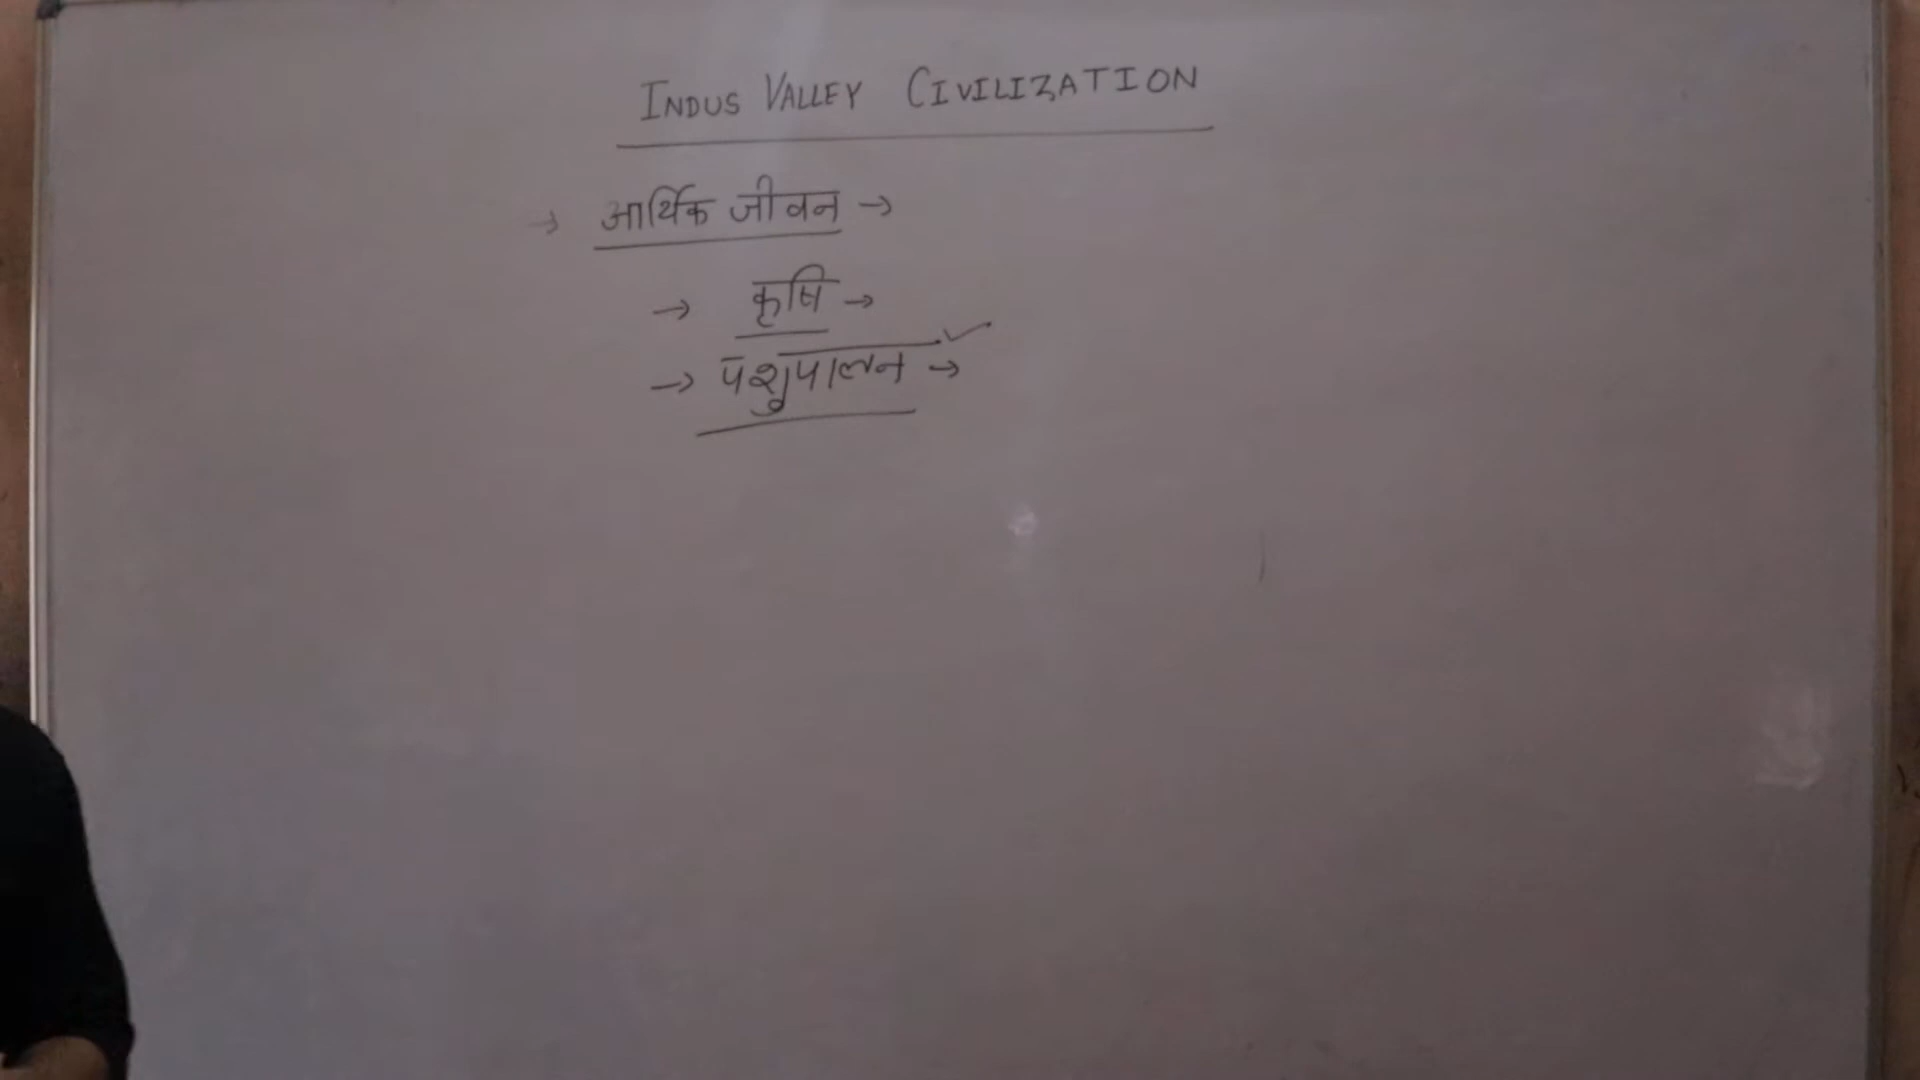 INDUS VALLEY CIVILIZATION
→ आर्थिक जीवन →
→ कृषि →
→ पशुपालन →